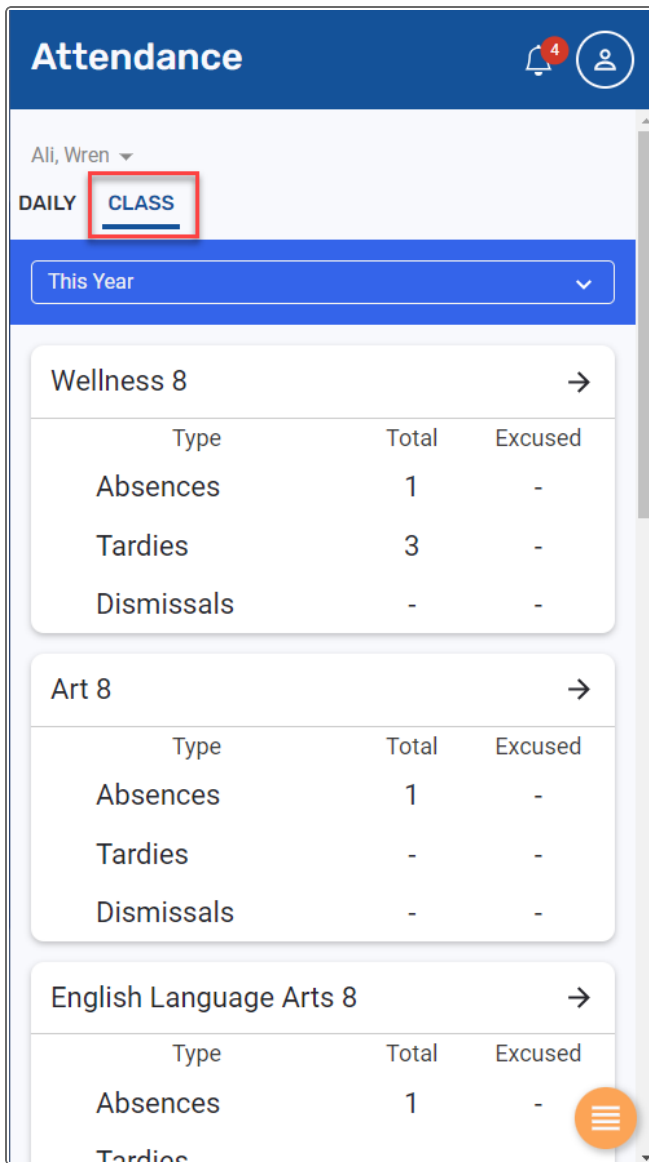 Attendance
4
Ali, Wren
DAILY CLASS
This Year
Wellness 8
Type Total Excused
Absences 1 -
Tardies 3 -
Dismissals - -
Art 8
Type Total Excused
Absences 1 -
Tardies - -
Dismissals - -
English Language Arts 8
Type Total Excused
Absences 1 -
Tardies